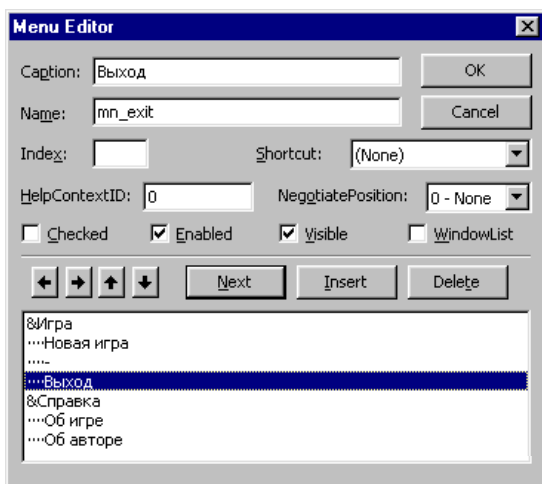 Menu Editor
Caption: Выход OK
Name: mn_exit Cancel
Index: Shortcut: (None)
HelpContextID: 0 NegotiatePosition: 0 - None
Checked Enabled Visible WindowList
Next Insert Delete
&Игра
····Новая игра
····-
····Выход
&Справка
····Об игре
····Об авторе